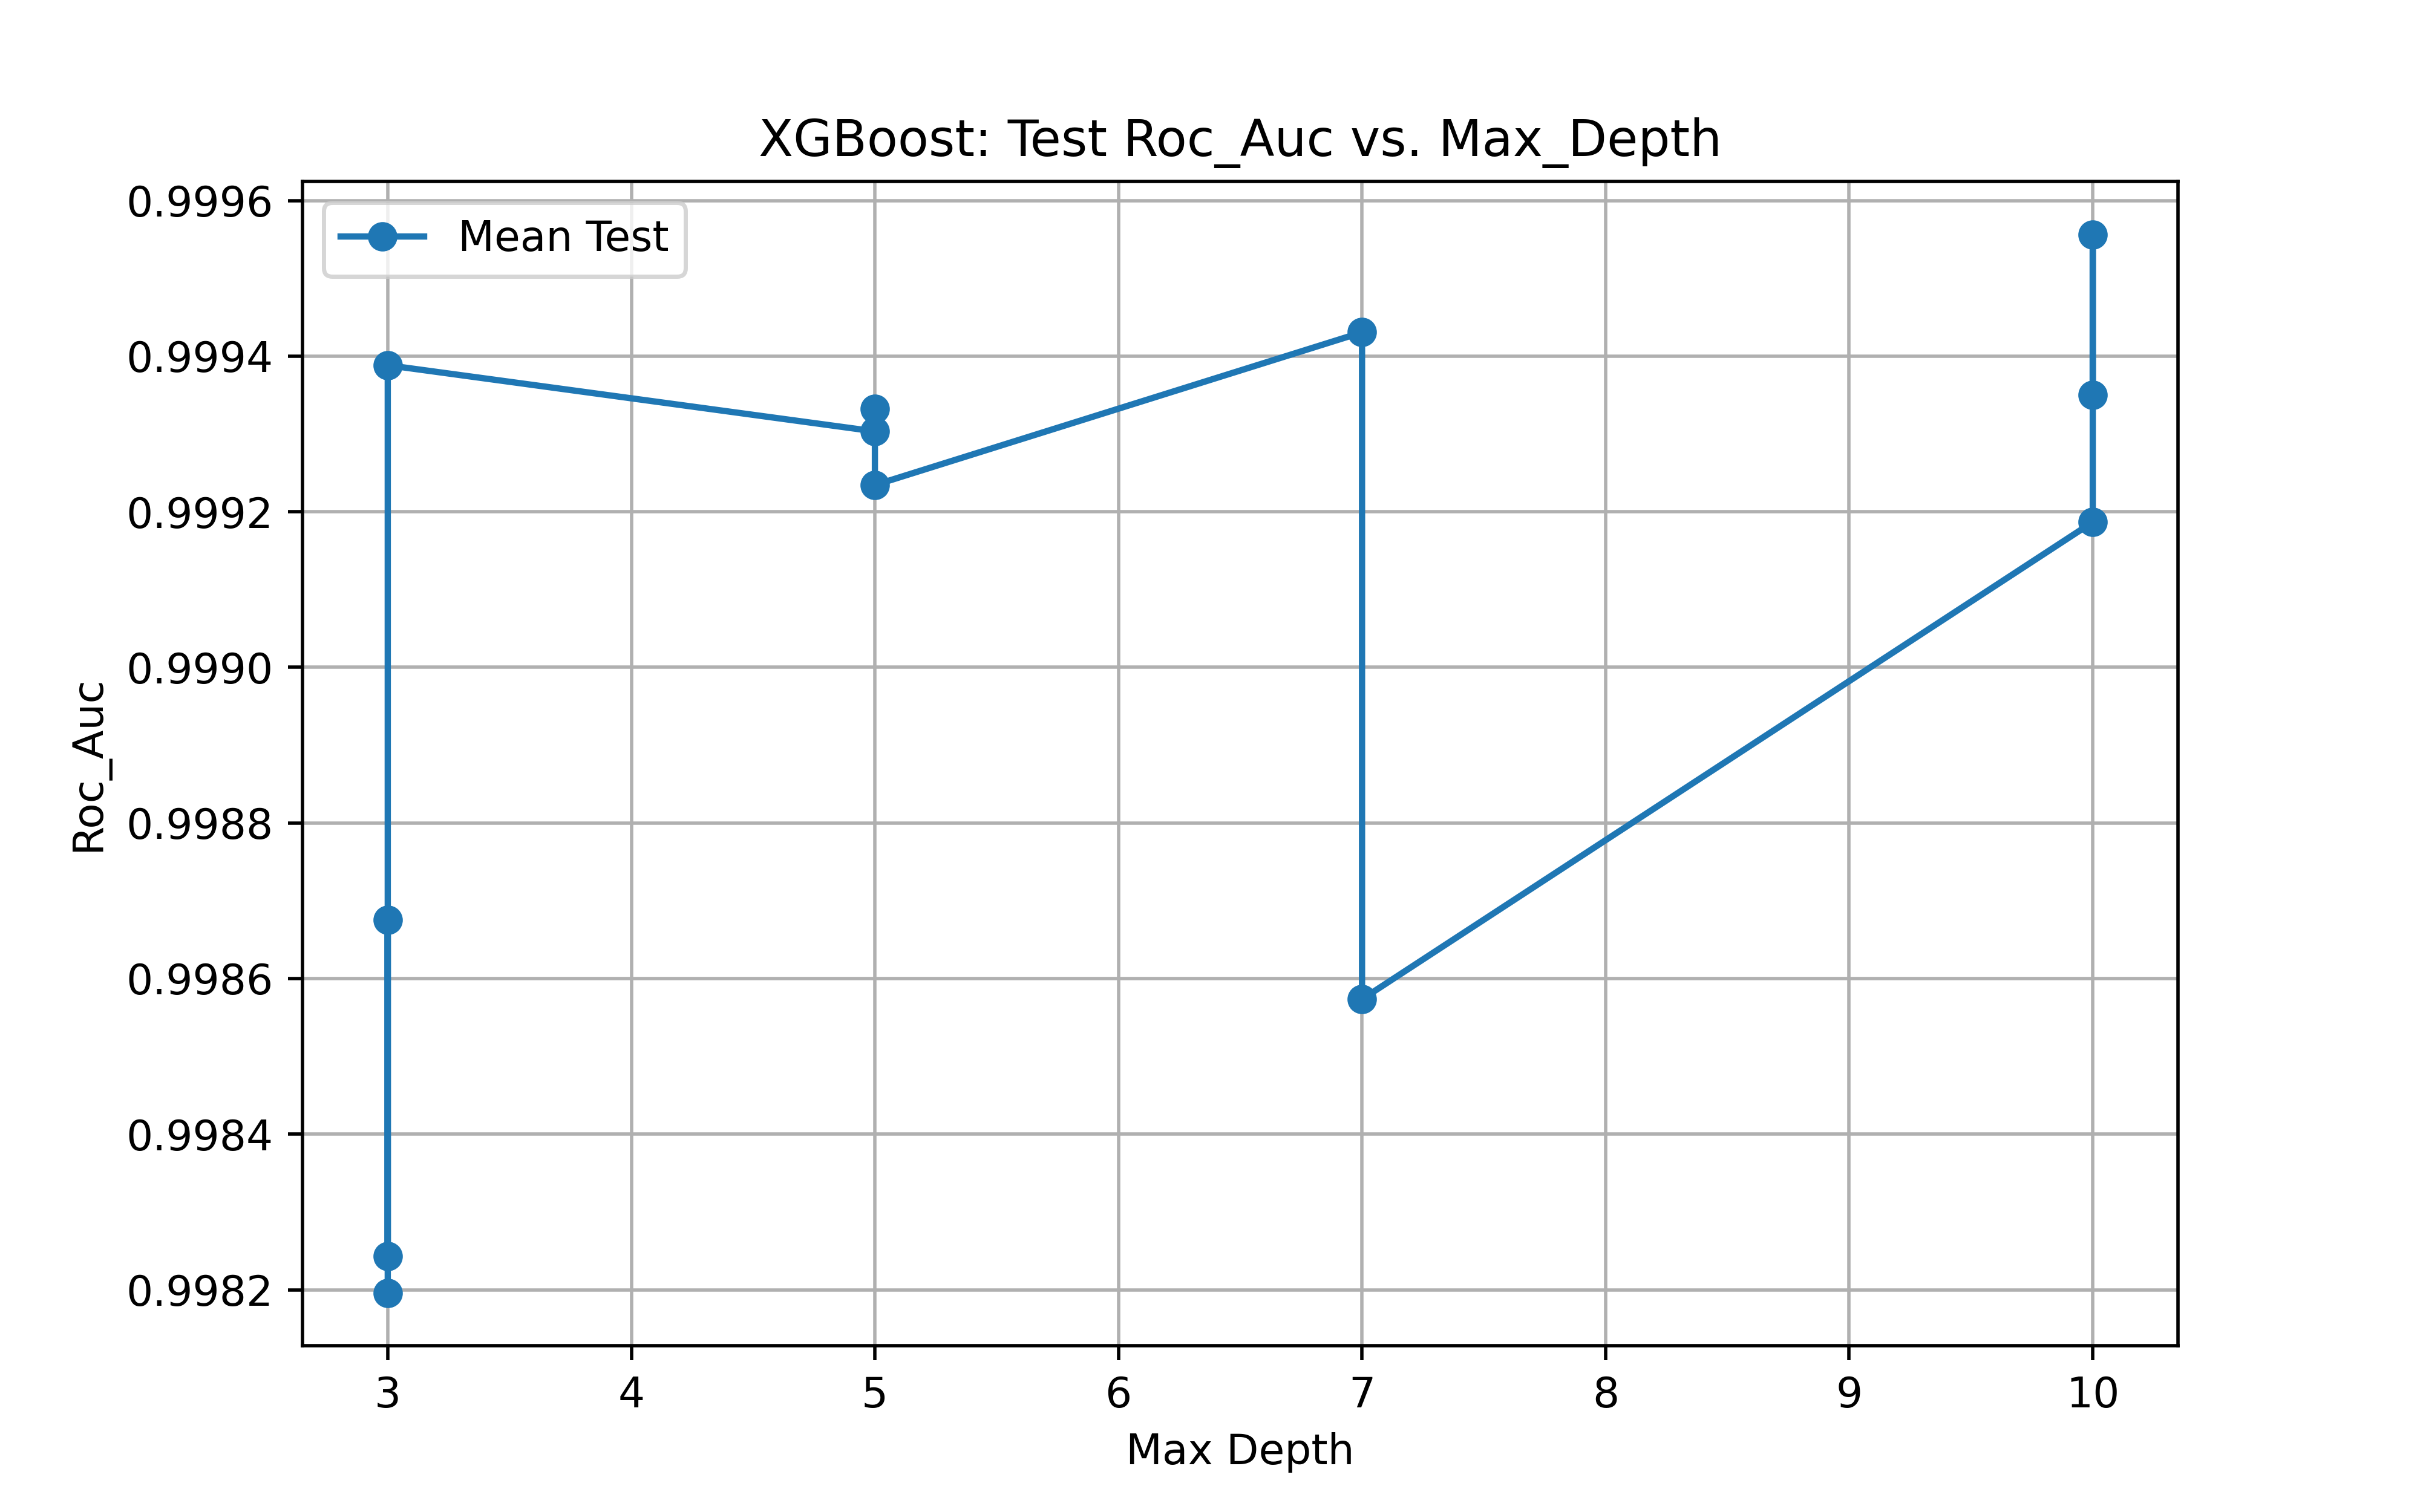 XGBoost: Test Roc_Auc vs. Max_Depth
Mean Test
Roc_Auc
0.9996
0.9994
0.9992
0.9990
0.9988
0.9986
0.9984
0.9982
3 4 5 6 7 8 9 10
Max Depth